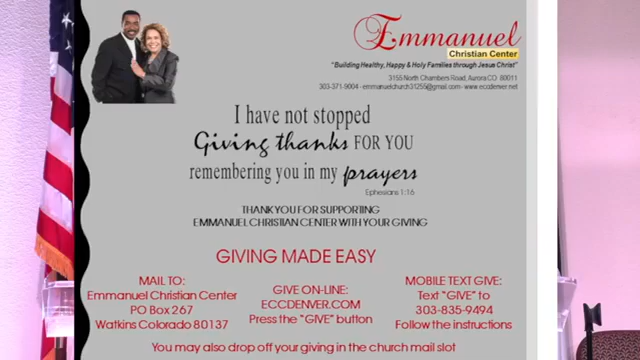 Emmanuel
Christian Center
"Building Healthy, Happy & Holy Families through Jesus Christ"
3155 North Chambers Road, Aurora CO 80011
303-371-9004 - emmanuelchurch31255@gmail.com - www.eccdenver.net
I have not stopped
Giving thanks FOR YOU
remembering you in my prayers
Ephesians 1:16
THANK YOU FOR SUPPORTING
EMMANUEL CHRISTIAN CENTER WITH YOUR GIVING
GIVING MADE EASY
MAIL TO:
Emmanuel Christian Center
PO Box 267
Watkins Colorado 80137
GIVE ON-LINE:
ECCDENVER.COM
Press the "GIVE" button
MOBILE TEXT GIVE:
Text "GIVE" to
303-835-9494
Follow the instructions
You may also drop off your giving in the church mail slot